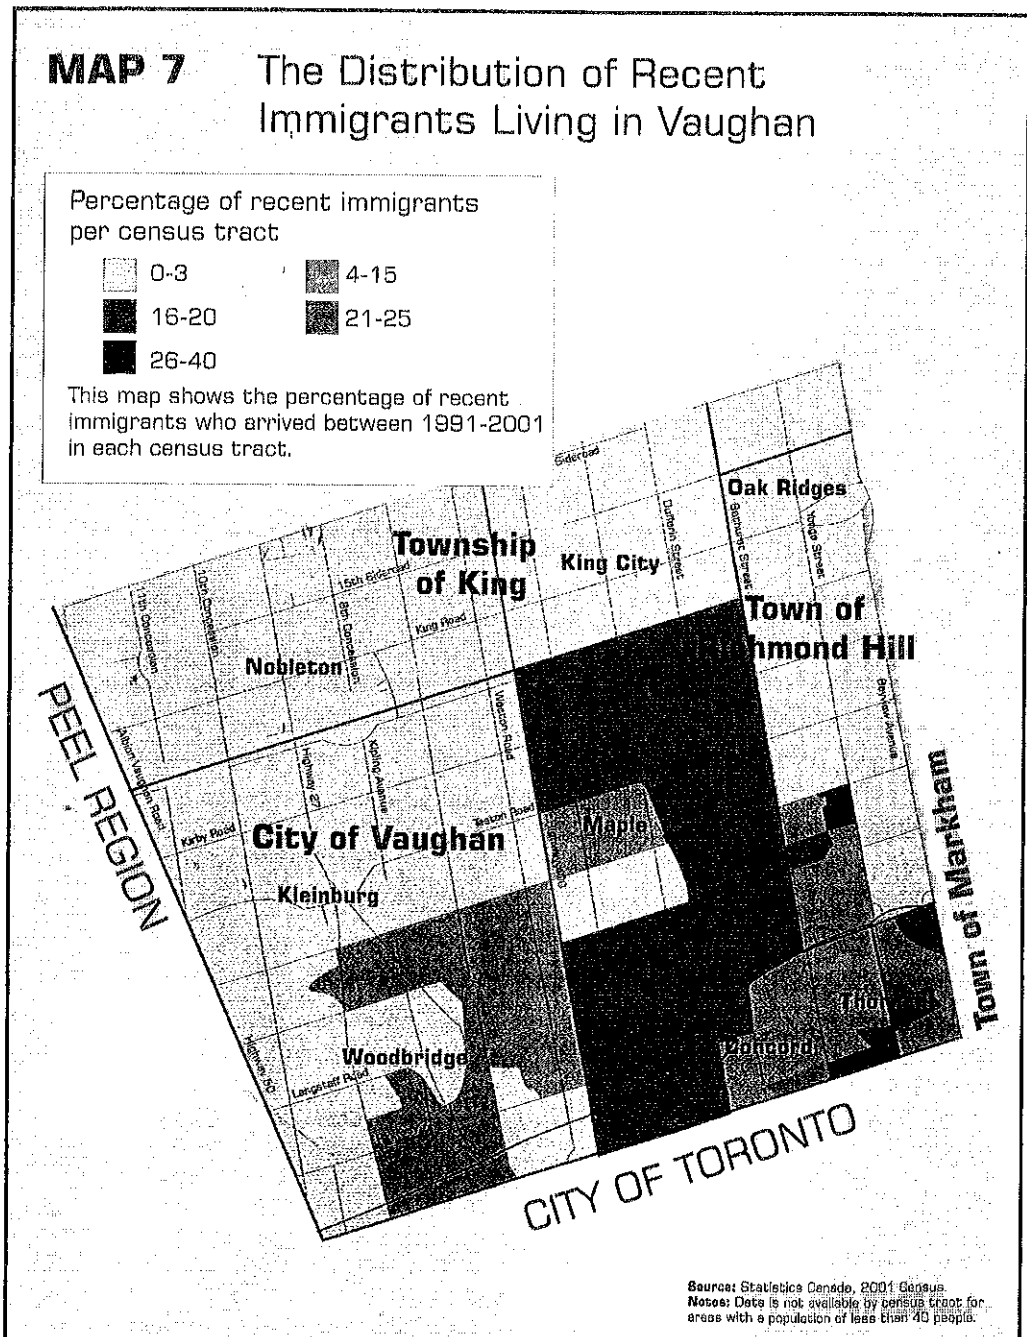 MAP 7
The Distribution of Recent
Immigrants Living in Vaughan
Percentage of recent immigrants
per census tract
0-3
4-15
16-20
21-25
26-40
This map shows the percentage of recent
immigrants who arrived between 1991-2001
in each census tract.
Sideroad
Oak Ridges
Dufferin Street
Bathurst Street
Yonge Street
Township
of King
King City
15th Sideroad
11th Concession
10th Concession
8th Concession
King Road
Town of
Richmond Hill
Nobleton
Weston Road
Bayview Avenue
PEEL REGION
Albion Vaughan Road
Highway 27
Kipling Avenue
Kirby Road
Teston Road
Maple
City of Vaughan
Kleinburg
Town of Markham
Woodbridge
Concord
Highway 50
Langstaff Road
CITY OF TORONTO
Source: Statistics Canada, 2001 Census.
Notes: Data is not available by census tract for
areas with a population of less than 40 people.